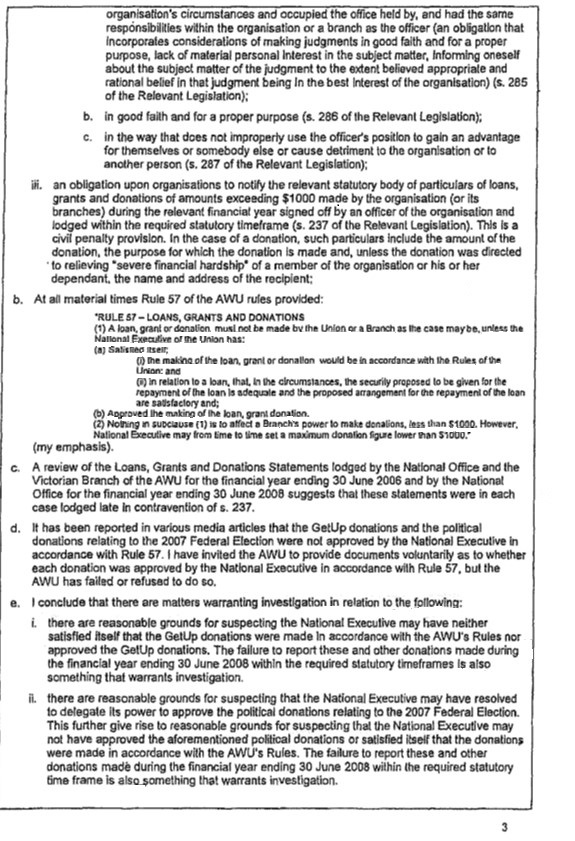 organisation's circumstances and occupied the office held by, and had the same
responsibilities within the organisation or a branch as the officer (an obligation that
incorporates considerations of making judgments in good faith and for a proper
purpose, lack of material personal interest in the subject matter, informing oneself
about the subject matter of the judgment to the extent believed appropriate and
rational belief in that judgment being in the best interest of the organisation) (s. 285
of the Relevant Legislation);
b. in good faith and for a proper purpose (s. 286 of the Relevant Legislation);
c. in the way that does not improperly use the officer's position to gain an advantage
for themselves or somebody else or cause detriment to the organisation or to
another person (s. 287 of the Relevant Legislation);
iii. an obligation upon organisations to notify the relevant statutory body of particulars of loans,
grants and donations of amounts exceeding $1000 made by the organisation (or its
branches) during the relevant financial year signed off by an officer of the organisation and
lodged within the required statutory timeframe (s. 237 of the Relevant Legislation). This is a
civil penalty provision. In the case of a donation, such particulars include the amount of the
donation, the purpose for which the donation is made and, unless the donation was directed
to relieving "severe financial hardship" of a member of the organisation or his or her
dependant, the name and address of the recipient;
b. At all material times Rule 57 of the AWU rules provided:
"RULE 57 – LOANS, GRANTS AND DONATIONS
(1) A loan, grant or donation. must not be made by the Union or a Branch as the case may be, unless the
National Executive of the Union has:
(a) Satisfied itself;
(i) the making of the loan, grant or donation would be in accordance with the Rules of the
Union: and
(ii) in relation to a loan, that, in the circumstances, the security proposed to be given for the
repayment of the loan is adequate and the proposed arrangement for the repayment of the loan
are satisfactory and;
(b) Approved the making of the loan, grant donation.
(2) Nothing in subclause (1) is to affect a Branch's power to make donations, less than $1000. However,
National Executive may from time to time set a maximum donation figure lower than $1000."
(my emphasis).
c. A review of the Loans, Grants and Donations Statements lodged by the National Office and the
Victorian Branch of the AWU for the financial year ending 30 June 2006 and by the National
Office for the financial year ending 30 June 2008 suggests that these statements were in each
case lodged late in contravention of s. 237.
d. It has been reported in various media articles that the GetUp donations and the political
donations relating to the 2007 Federal Election were not approved by the National Executive in
accordance with Rule 57. I have invited the AWU to provide documents voluntarily as to whether
each donation was approved by the National Executive in accordance with Rule 57, but the
AWU has failed or refused to do so.
e. I conclude that there are matters warranting investigation in relation to the following:
i. there are reasonable grounds for suspecting the National Executive may have neither
satisfied itself that the GetUp donations were made in accordance with the AWU's Rules nor
approved the GetUp donations. The failure to report these and other donations made during
the financial year ending 30 June 2006 within the required statutory timeframes is also
something that warrants investigation.
ii. there are reasonable grounds for suspecting that the National Executive may have resolved
to delegate its power to approve the political donations relating to the 2007 Federal Election.
This further give rise to reasonable grounds for suspecting that the National Executive may
not have approved the aforementioned political donations or satisfied itself that the donations
were made in accordance with the AWU's Rules. The failure to report these and other
donations made during the financial year ending 30 June 2008 within the required statutory
time frame is also something that warrants investigation.
3